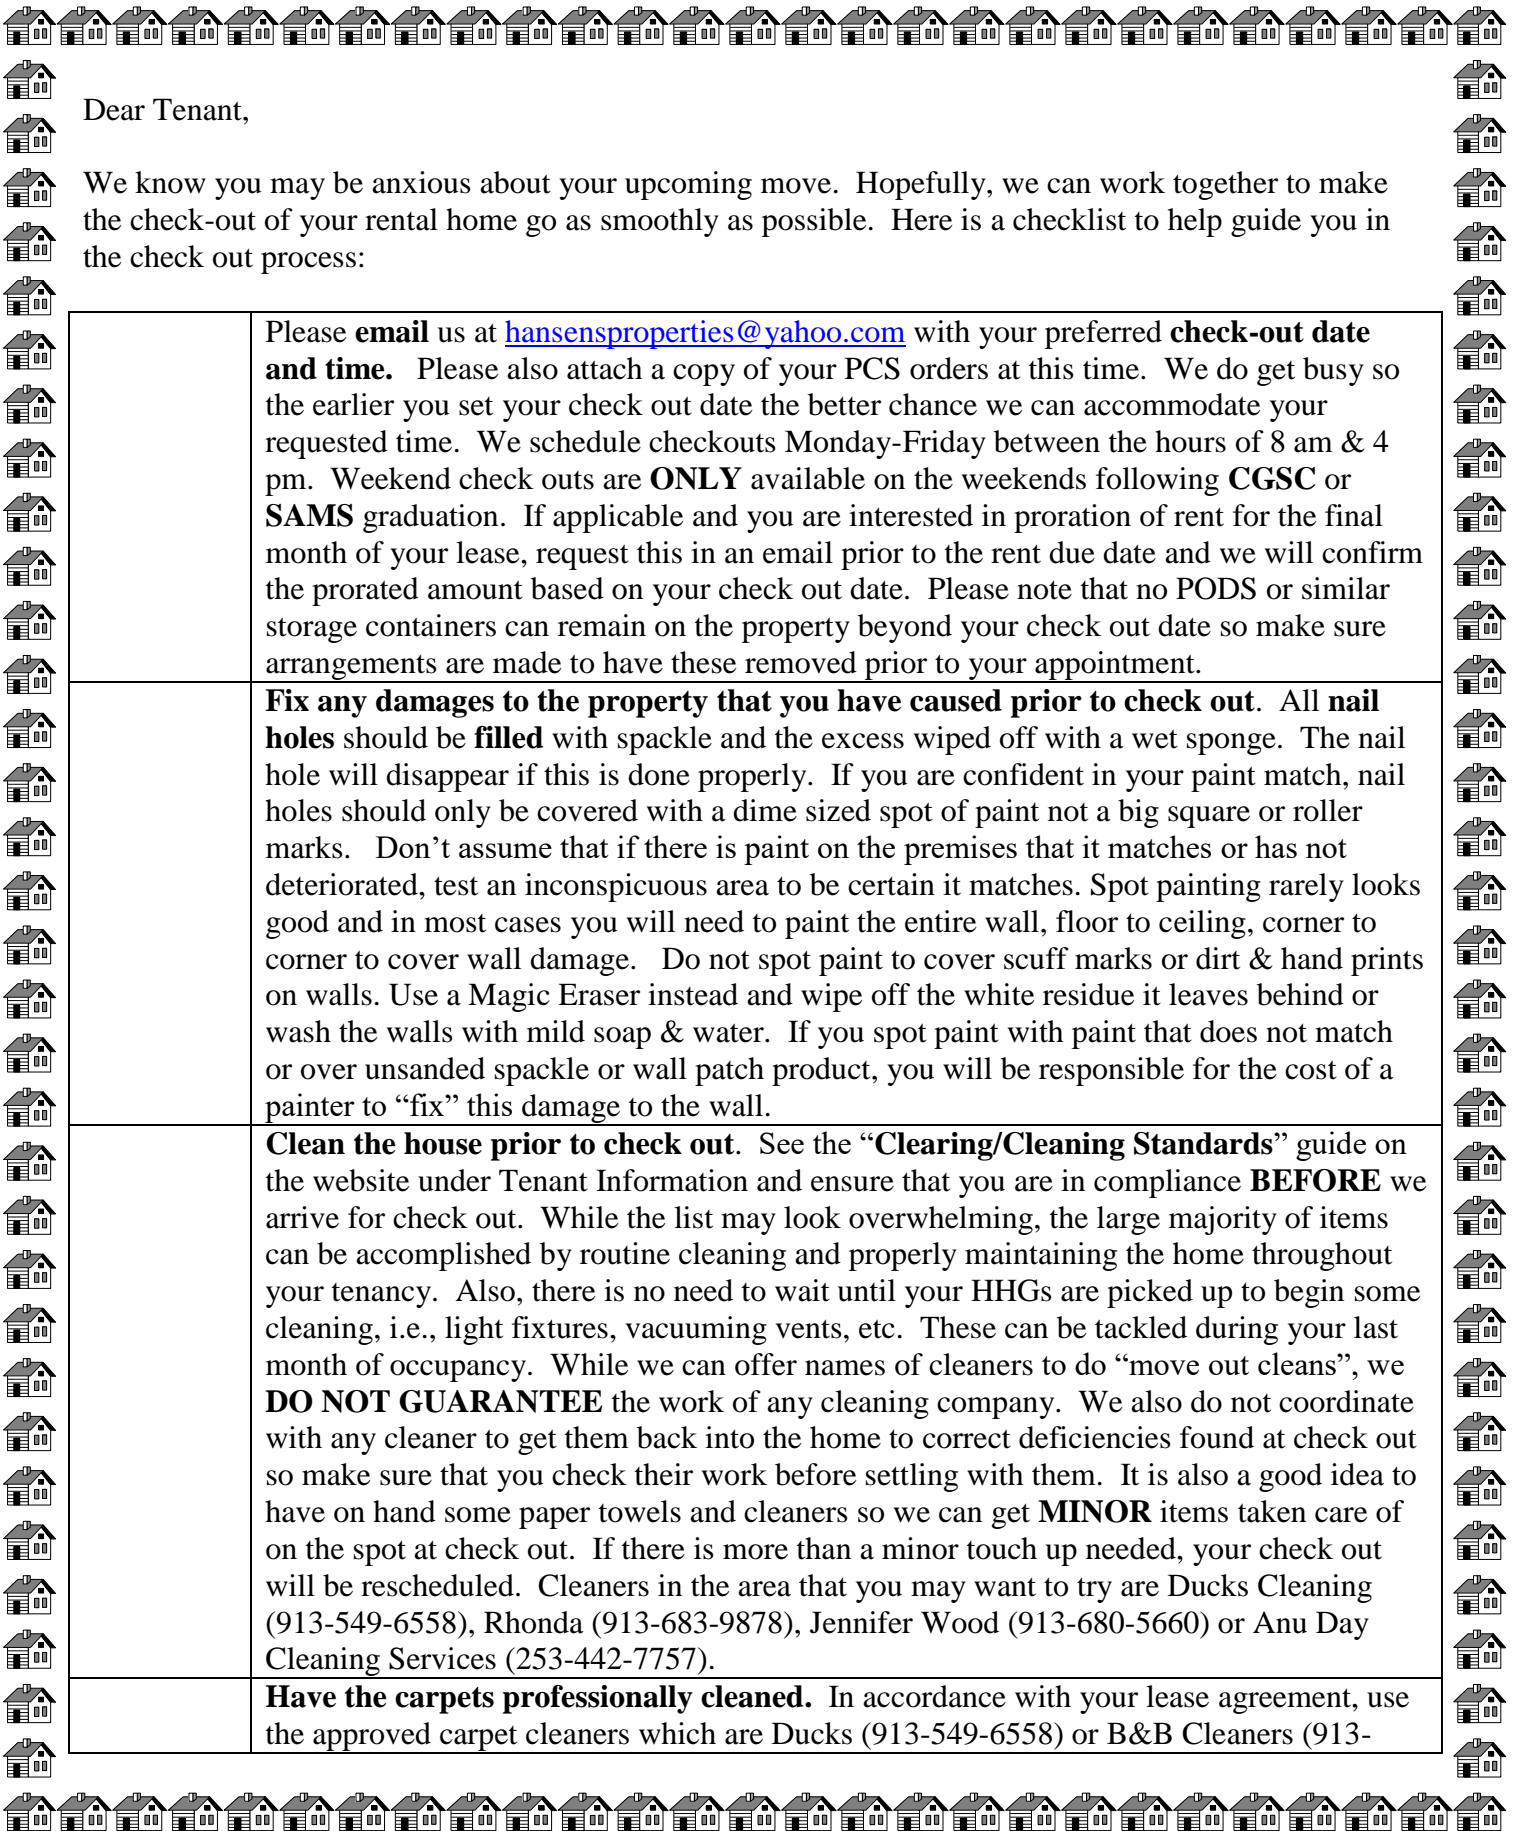 Dear Tenant,
We know you may be anxious about your upcoming move.  Hopefully, we can work together to make
the check-out of your rental home go as smoothly as possible.  Here is a checklist to help guide you in
the check out process:
Please email us at hansensproperties@yahoo.com with your preferred check-out date
and time.   Please also attach a copy of your PCS orders at this time.  We do get busy so
the earlier you set your check out date the better chance we can accommodate your
requested time.  We schedule checkouts Monday-Friday between the hours of 8 am & 4
pm.  Weekend check outs are ONLY available on the weekends following CGSC or
SAMS graduation.  If applicable and you are interested in proration of rent for the final
month of your lease, request this in an email prior to the rent due date and we will confirm
the prorated amount based on your check out date.  Please note that no PODS or similar
storage containers can remain on the property beyond your check out date so make sure
arrangements are made to have these removed prior to your appointment.
Fix any damages to the property that you have caused prior to check out.  All nail
holes should be filled with spackle and the excess wiped off with a wet sponge.  The nail
hole will disappear if this is done properly.  If you are confident in your paint match, nail
holes should only be covered with a dime sized spot of paint not a big square or roller
marks.   Don’t assume that if there is paint on the premises that it matches or has not
deteriorated, test an inconspicuous area to be certain it matches. Spot painting rarely looks
good and in most cases you will need to paint the entire wall, floor to ceiling, corner to
corner to cover wall damage.   Do not spot paint to cover scuff marks or dirt & hand prints
on walls. Use a Magic Eraser instead and wipe off the white residue it leaves behind or
wash the walls with mild soap & water.  If you spot paint with paint that does not match
or over unsanded spackle or wall patch product, you will be responsible for the cost of a
painter to “fix” this damage to the wall.
Clean the house prior to check out.  See the “Clearing/Cleaning Standards” guide on
the website under Tenant Information and ensure that you are in compliance BEFORE we
arrive for check out.  While the list may look overwhelming, the large majority of items
can be accomplished by routine cleaning and properly maintaining the home throughout
your tenancy.  Also, there is no need to wait until your HHGs are picked up to begin some
cleaning, i.e., light fixtures, vacuuming vents, etc.  These can be tackled during your last
month of occupancy.  While we can offer names of cleaners to do “move out cleans”, we
DO NOT GUARANTEE the work of any cleaning company.  We also do not coordinate
with any cleaner to get them back into the home to correct deficiencies found at check out
so make sure that you check their work before settling with them.  It is also a good idea to
have on hand some paper towels and cleaners so we can get MINOR items taken care of
on the spot at check out.  If there is more than a minor touch up needed, your check out
will be rescheduled.  Cleaners in the area that you may want to try are Ducks Cleaning
(913-549-6558), Rhonda (913-683-9878), Jennifer Wood (913-680-5660) or Anu Day
Cleaning Services (253-442-7757).
Have the carpets professionally cleaned.  In accordance with your lease agreement, use
the approved carpet cleaners which are Ducks (913-549-6558) or B&B Cleaners (913-